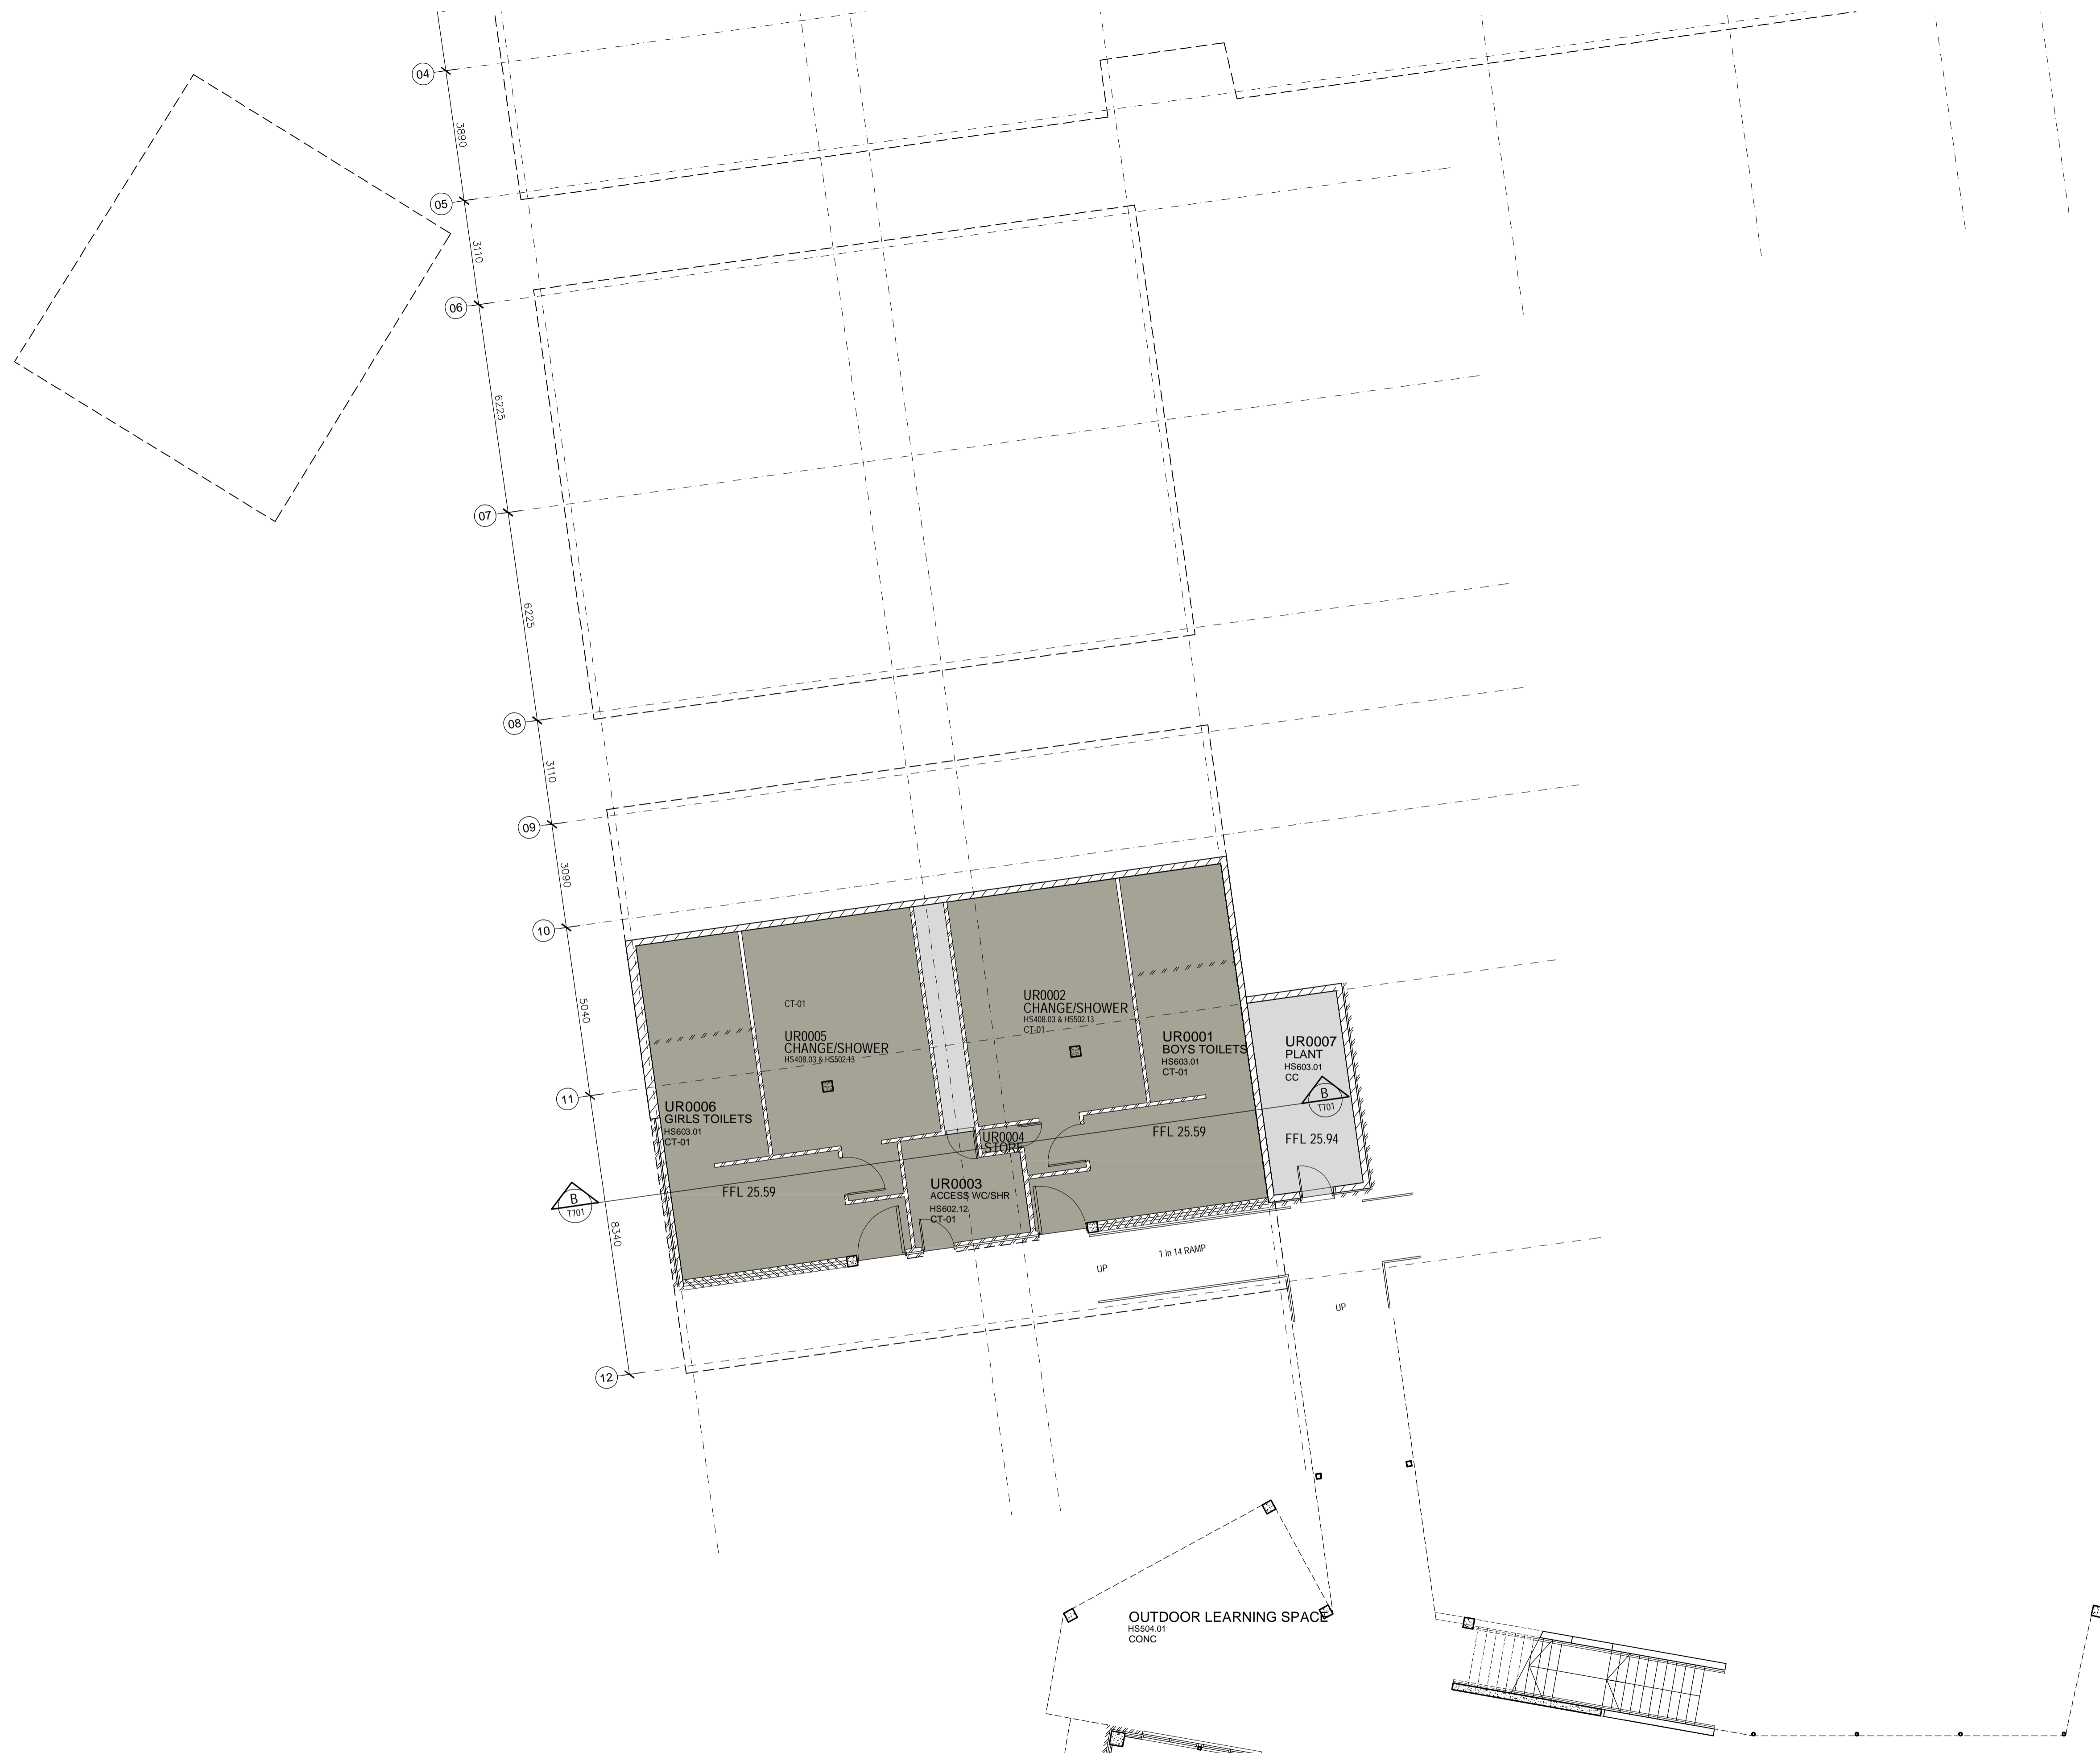 04
3890
05
3110
06
6225
07
6225
08
3110
09
3090
10
5040
11
8340
12
CT-01
UR0005
CHANGE/SHOWER
HS408.03 & HS502.13
UR0002
CHANGE/SHOWER
HS408.03 & HS502.13
CT-01
UR0001
BOYS TOILETS
HS603.01
CT-01
UR0007
PLANT
HS603.01
CC
B
T701
FFL 25.94
UR0006
GIRLS TOILETS
HS603.01
CT-01
UR0004
STORE
FFL 25.59
FFL 25.59
UR0003
ACCESS WC/SHR
HS602.12
CT-01
B
T701
1 in 14 RAMP
UP
UP
OUTDOOR LEARNING SPACE
HS504.01
CONC